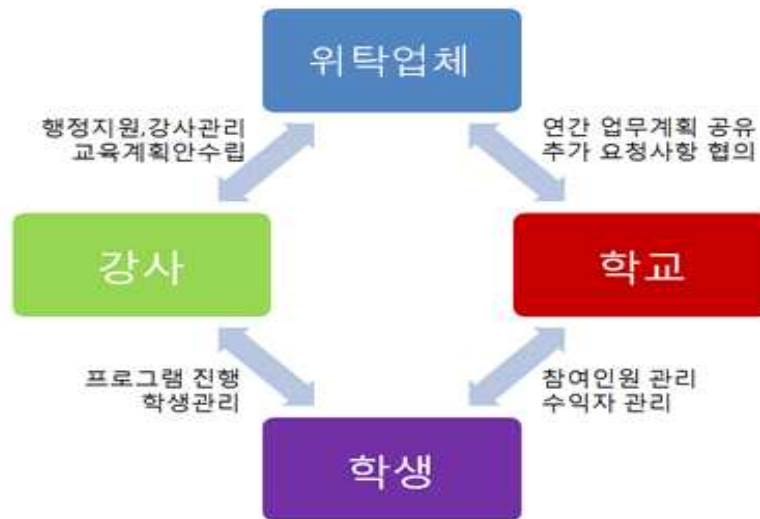 위탁업체
행정지원,강사관리
교육계획안수립
연간 업무계획 공유
추가 요청사항 협의
강사
학교
프로그램 진행
학생관리
참여인원 관리
수익자 관리
학생